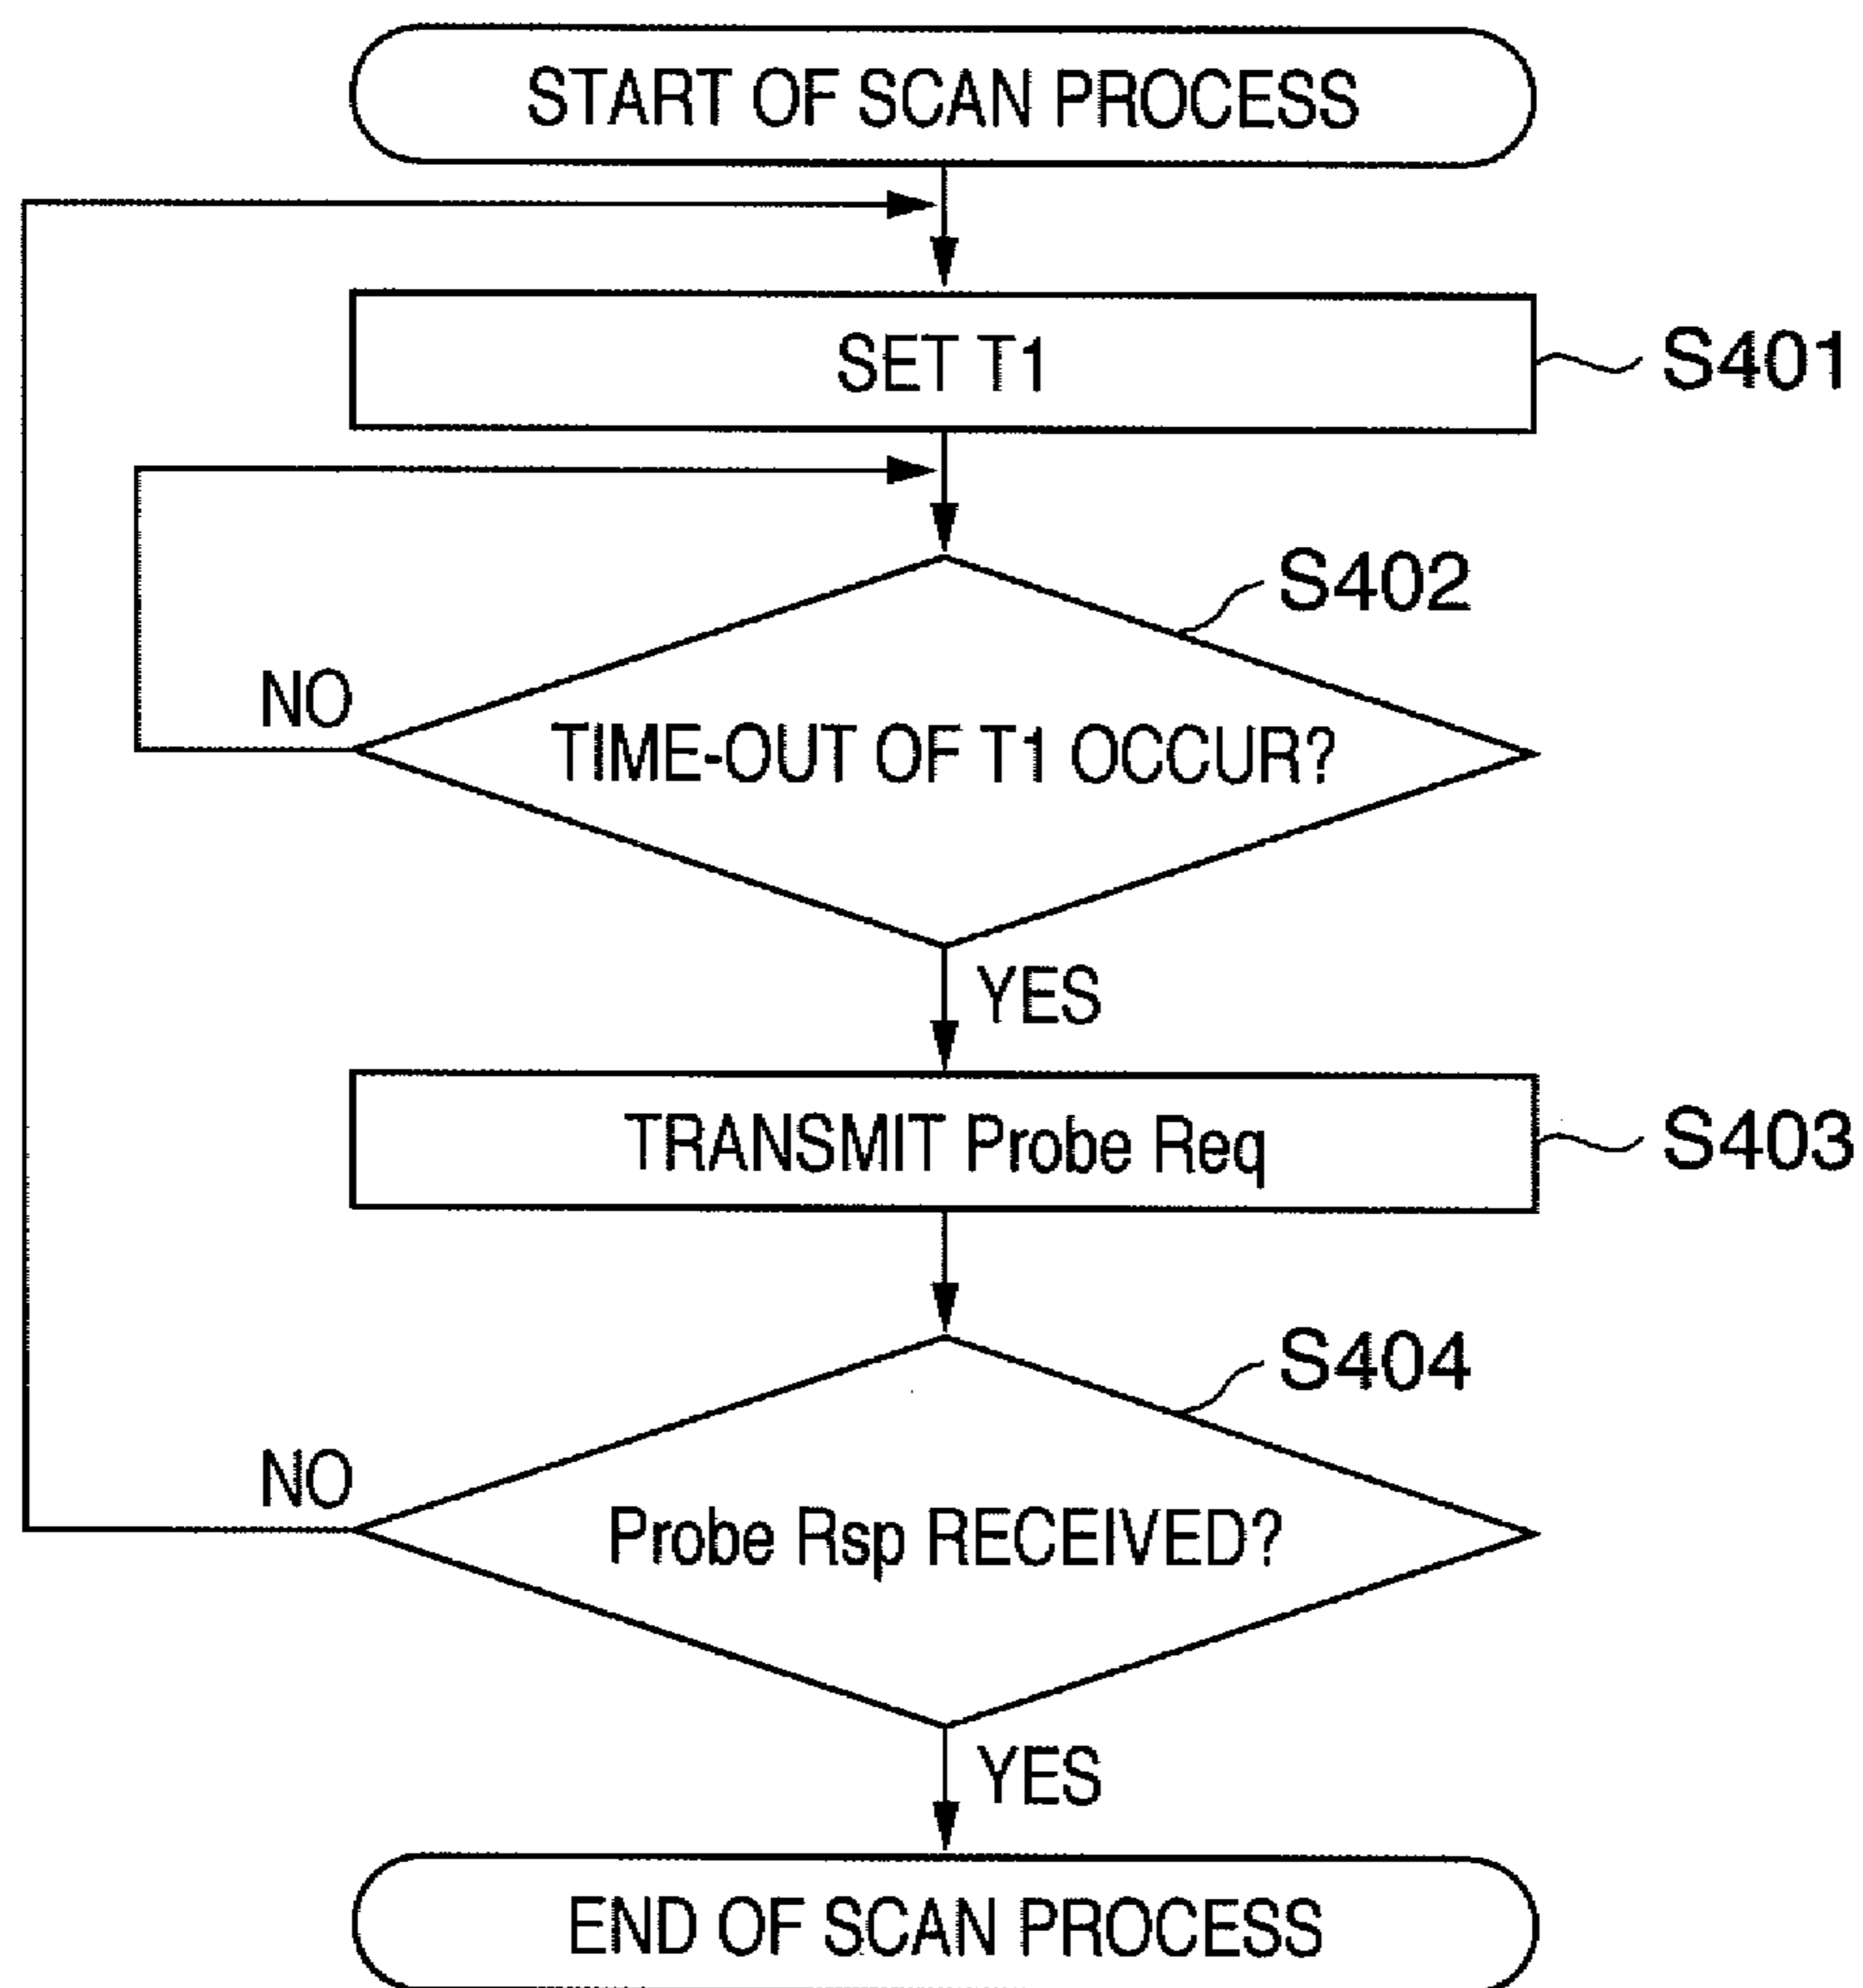 START OF SCAN PROCESS
SET T1
S401
S402
NO
TIME-OUT OF T1 OCCUR?
YES
TRANSMIT Probe Req
S403
S404
NO
Probe Rsp RECEIVED?
YES
END OF SCAN PROCESS